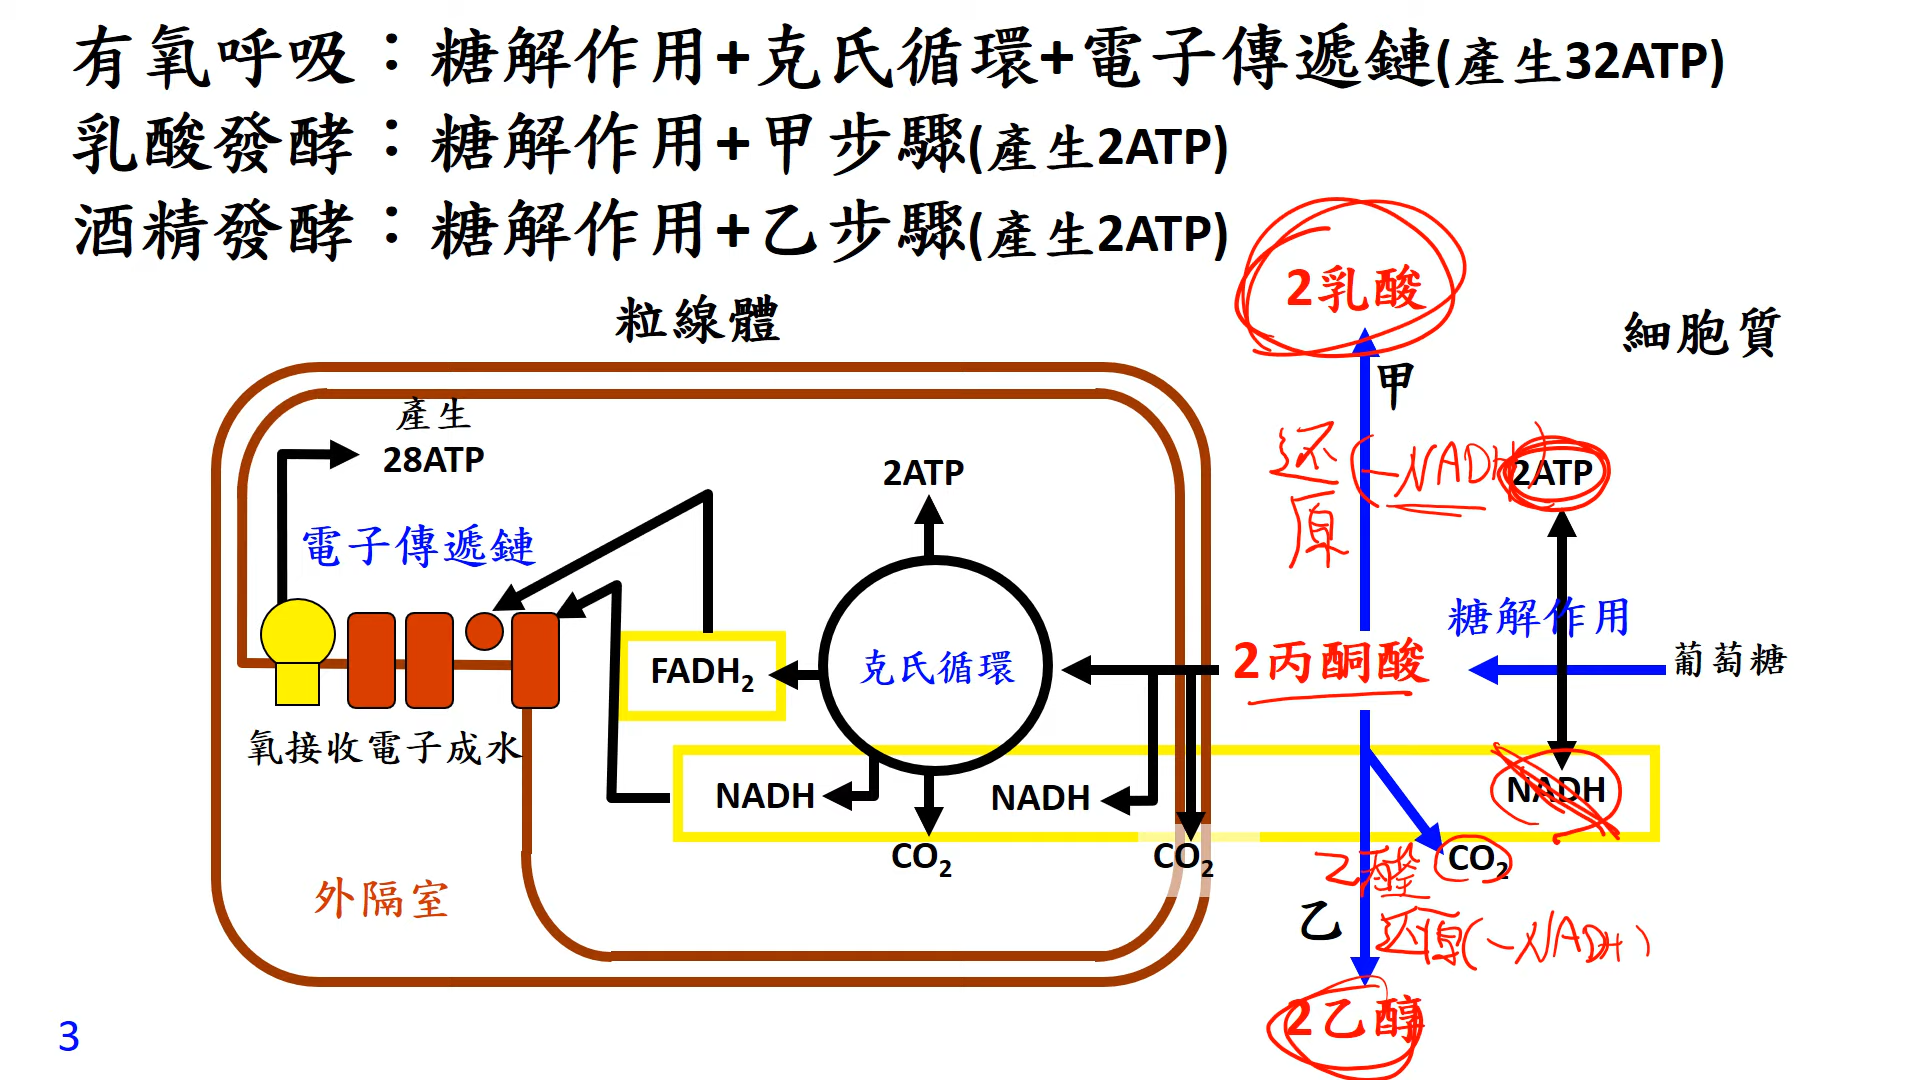 有氧呼吸：糖解作用+克氏循環+電子傳遞鏈(產生32ATP)
乳酸發酵：糖解作用+甲步驟(產生2ATP)
酒精發酵：糖解作用+乙步驟(產生2ATP)
粒線體
2乳酸
細胞質
甲
產生
28ATP
2ATP
還原(-NADH)
2ATP
電子傳遞鏈
糖解作用
FADH2
克氏循環
2丙酮酸
葡萄糖
氧接收電子成水
NADH
NADH
NADH
CO2
CO2
CO2
乙醛
外隔室
乙
還原(-NADH)
2乙醇
3